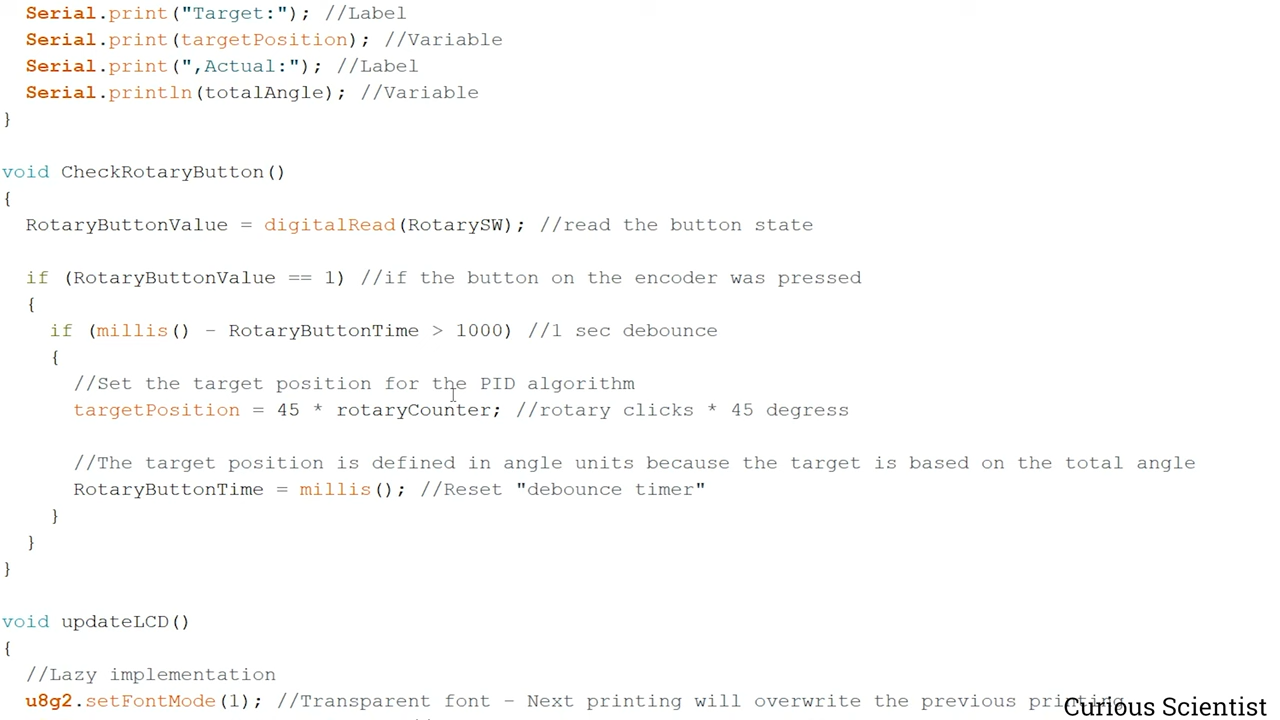 Serial.print("Target:"); //Label
Serial.print(targetPosition); //Variable
Serial.print(",Actual:"); //Label
Serial.println(totalAngle); //Variable
}
void CheckRotaryButton()
{
RotaryButtonValue = digitalRead(RotarySW); //read the button state
if (RotaryButtonValue == 1) //if the button on the encoder was pressed
{
if (millis() - RotaryButtonTime > 1000) //1 sec debounce
{
//Set the target position for the PID algorithm
targetPosition = 45 * rotaryCounter; //rotary clicks * 45 degress
//The target position is defined in angle units because the target is based on the total angle
RotaryButtonTime = millis(); //Reset "debounce timer"
}
}
}
void updateLCD()
{
//Lazy implementation
u8g2.setFontMode(1); //Transparent font - Next printing will overwrite the previous printing
Curious Scientist